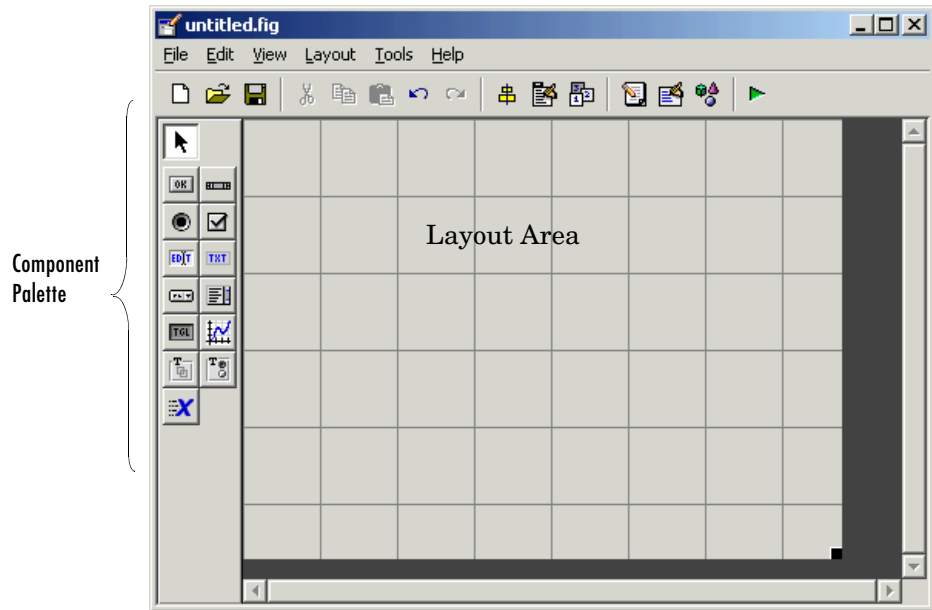 untitled.fig
File Edit View Layout Tools Help
OK
EDIT TXT
TGL
T T
X
Layout Area
Component
Palette